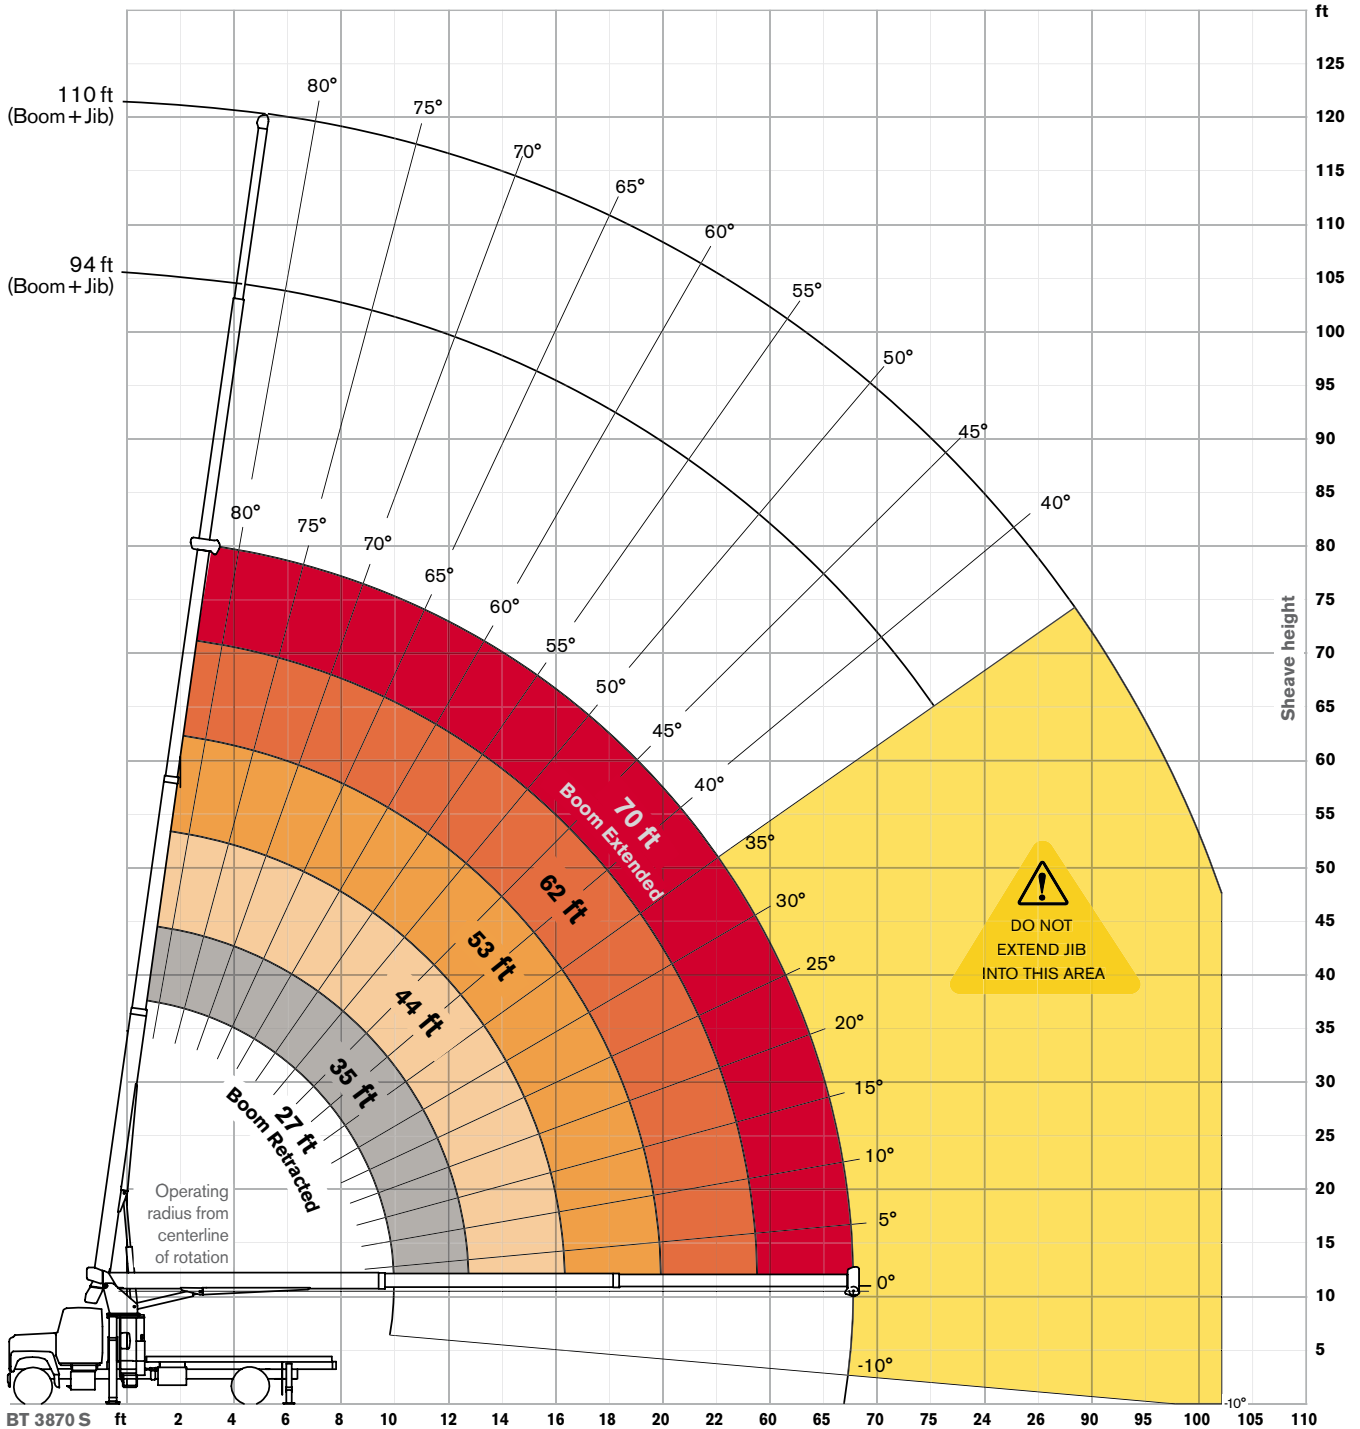 ft
125
120
115
110
105
100
95
90
85
80
75
70
65
60
55
50
45
40
35
30
25
20
15
10
5
Sheave height
110 ft
(Boom+Jib)
94 ft
(Boom+Jib)
80°
75°
70°
65°
60°
55°
50°
45°
40°
80°
75°
70°
65°
60°
55°
50°
45°
40°
35°
30°
25°
20°
15°
10°
5°
0°
-10°
-10°
70 ft
Boom Extended
62 ft
53 ft
44 ft
35 ft
27 ft
Boom Retracted
DO NOT
EXTEND JIB
INTO THIS AREA
Operating
radius from
centerline
of rotation
BT 3870 S ft 2 4 6 8 10 12 14 16 18 20 22 60 65 70 75 24 26 90 95 100 105 110